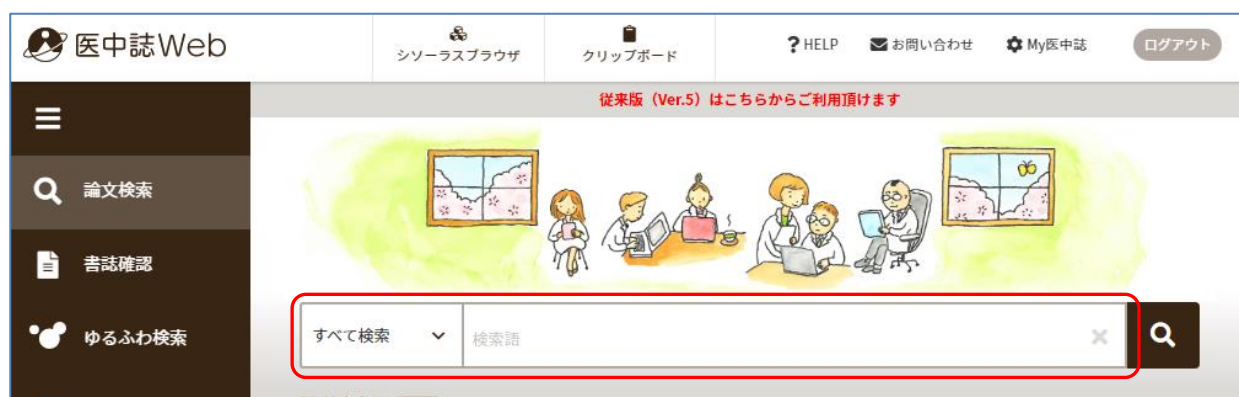 医中誌Web
シソーラスブラウザ
クリップボード
? HELP
お問い合わせ
My医中誌
ログアウト
従来版（Ver.5）はこちらからご利用頂けます
論文検索
書誌確認
ゆるふわ検索
すべて検索
検索語